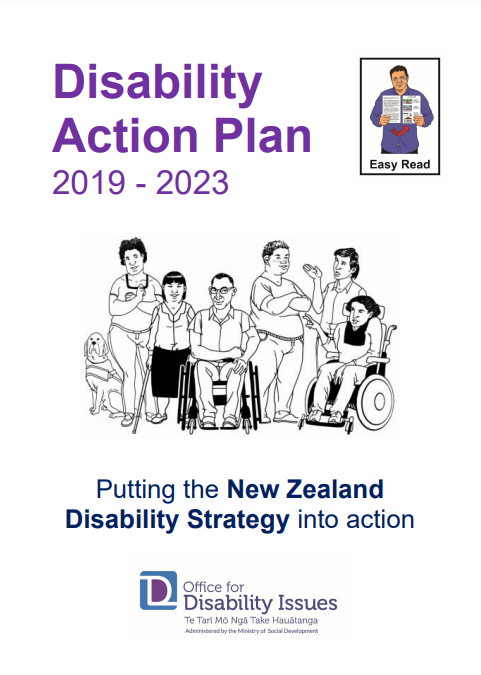 Disability
Action Plan
2019 - 2023
Easy Read
Putting the New Zealand
Disability Strategy into action
Office for
Disability Issues
Te Tari Mō Ngā Take Hauātanga
Administered by the Ministry of Social Development